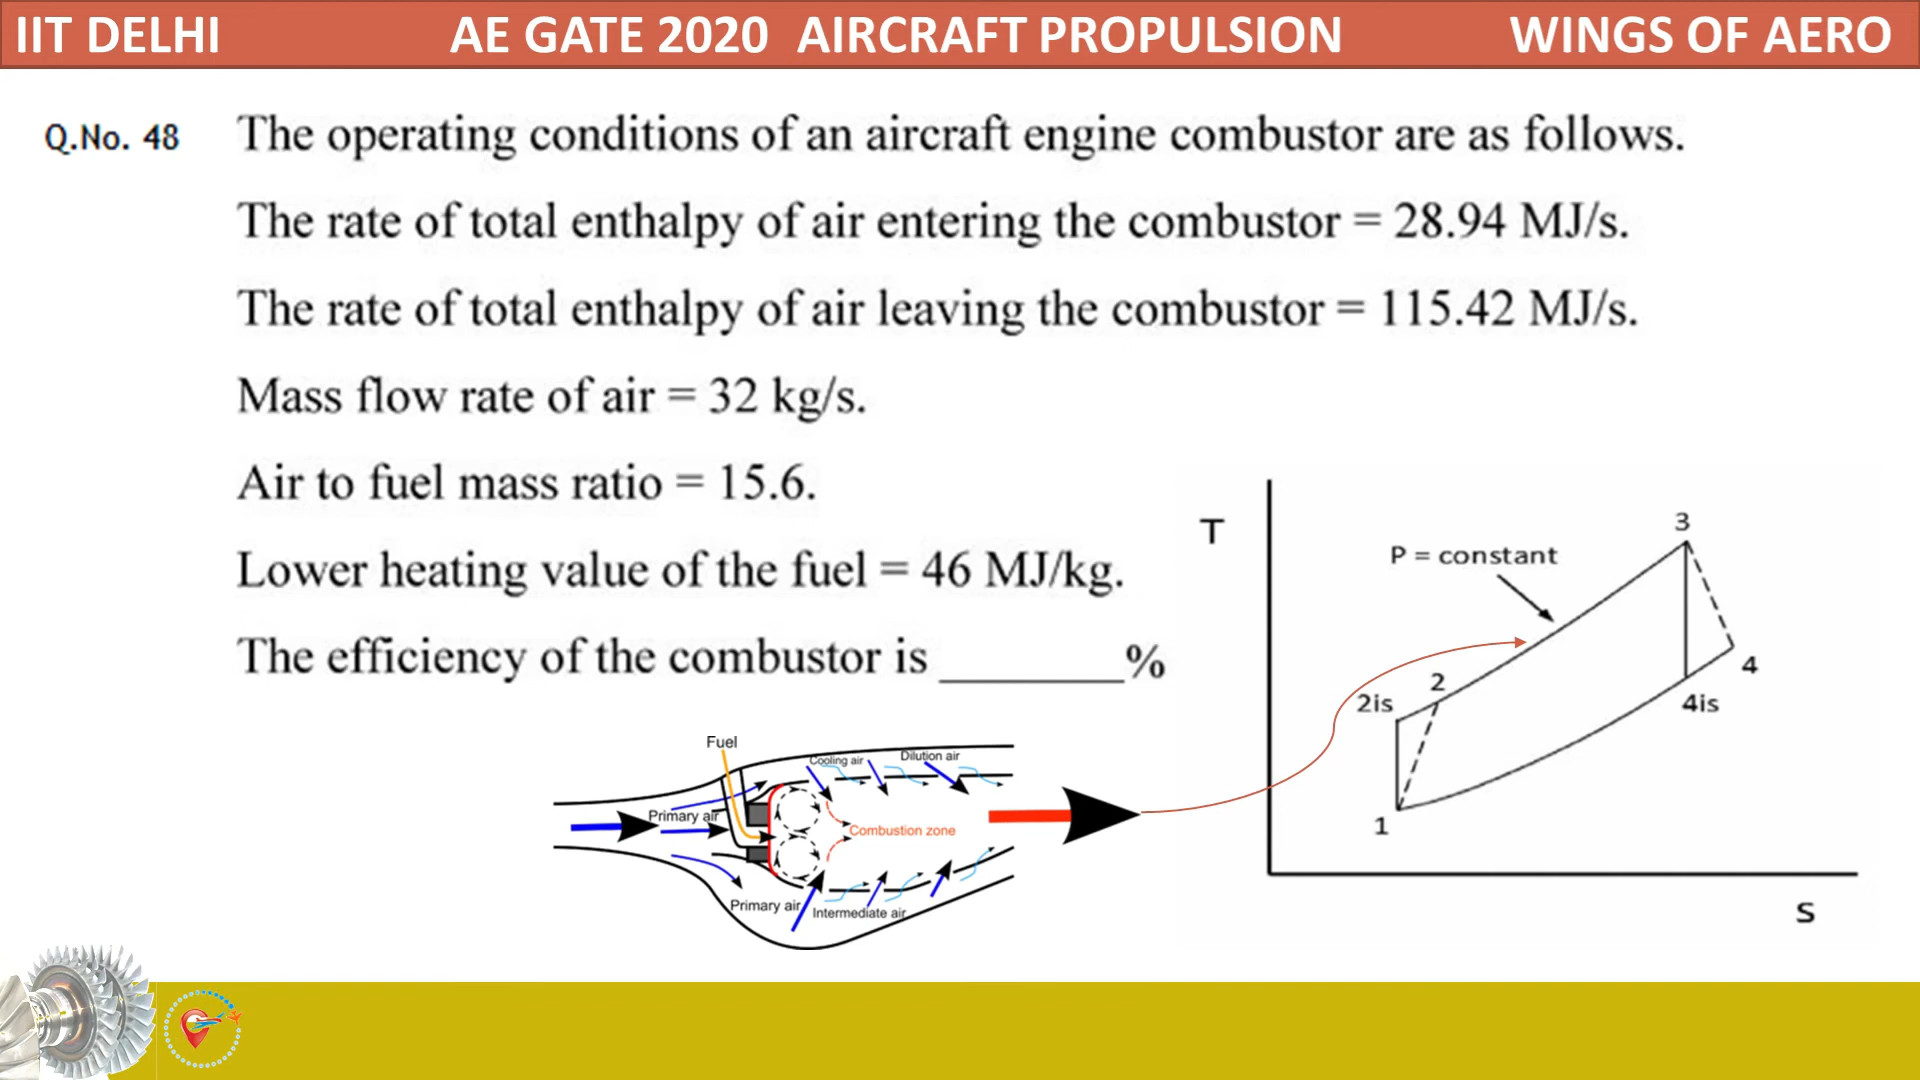 IIT DELHI AE GATE 2020 AIRCRAFT PROPULSION WINGS OF AERO
Q.No. 48 The operating conditions of an aircraft engine combustor are as follows.
The rate of total enthalpy of air entering the combustor = 28.94 MJ/s.
The rate of total enthalpy of air leaving the combustor = 115.42 MJ/s.
Mass flow rate of air = 32 kg/s.
Air to fuel mass ratio = 15.6.
Lower heating value of the fuel = 46 MJ/kg.
The efficiency of the combustor is ________%
T
3
P = constant
2
2is
4
4is
1
S
Fuel
Cooling air
Dilution air
Primary air
Combustion zone
Primary air
Intermediate air